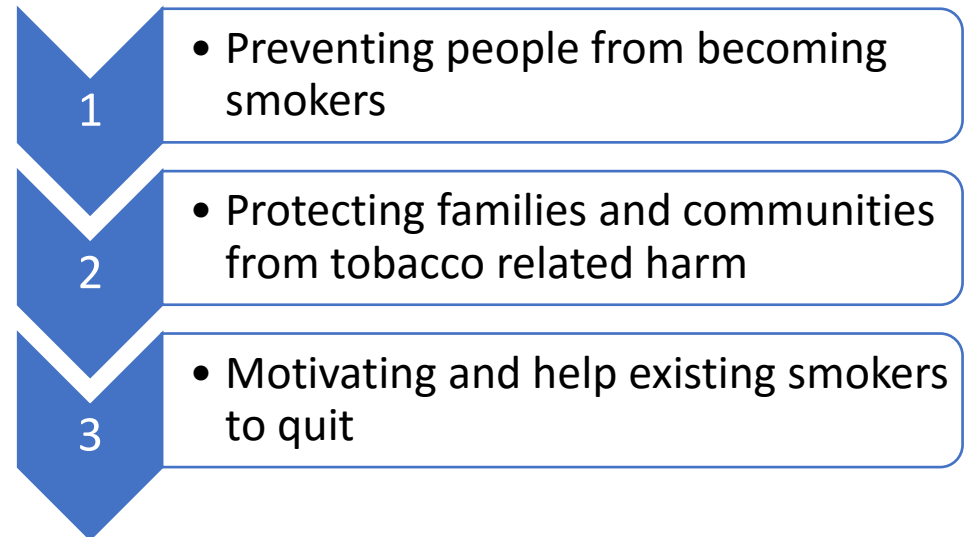 1
• Preventing people from becoming
smokers
2
• Protecting families and communities
from tobacco related harm
3
• Motivating and help existing smokers
to quit